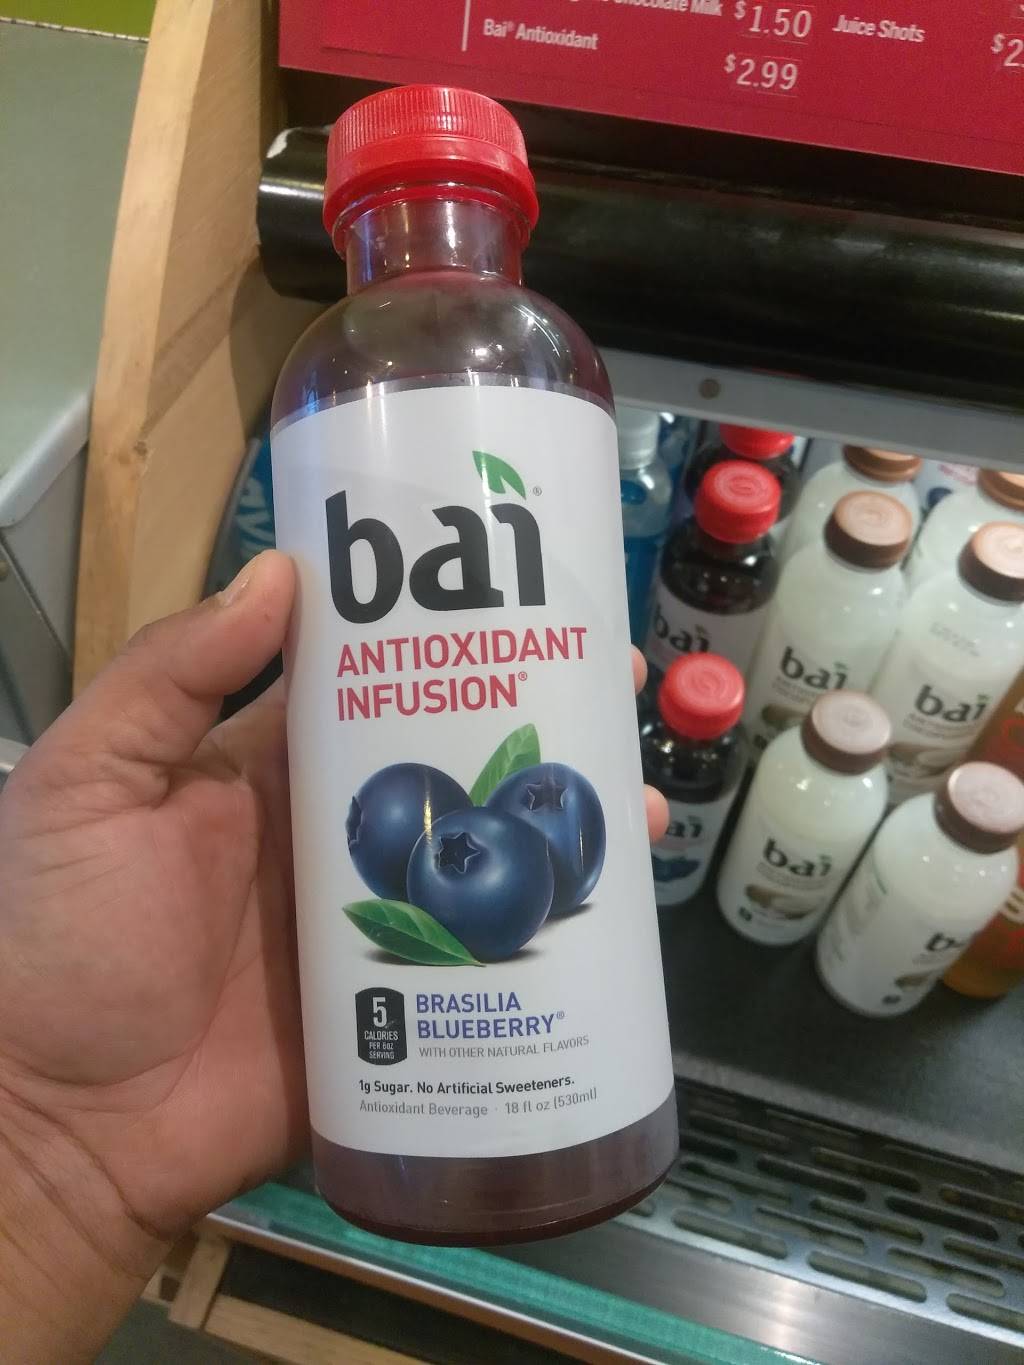 Chocolate Milk $1.50 Juice Shots
Bai® Antioxidant
$2.99
$2
bai®
ANTIOXIDANT
INFUSION®
5
CALORIES
PER 8oz
SERVING
BRASILIA
BLUEBERRY®
WITH OTHER NATURAL FLAVORS
1g Sugar. No Artificial Sweeteners.
Antioxidant Beverage · 18 fl oz (530ml)
bai
bai
bai
bai
bai